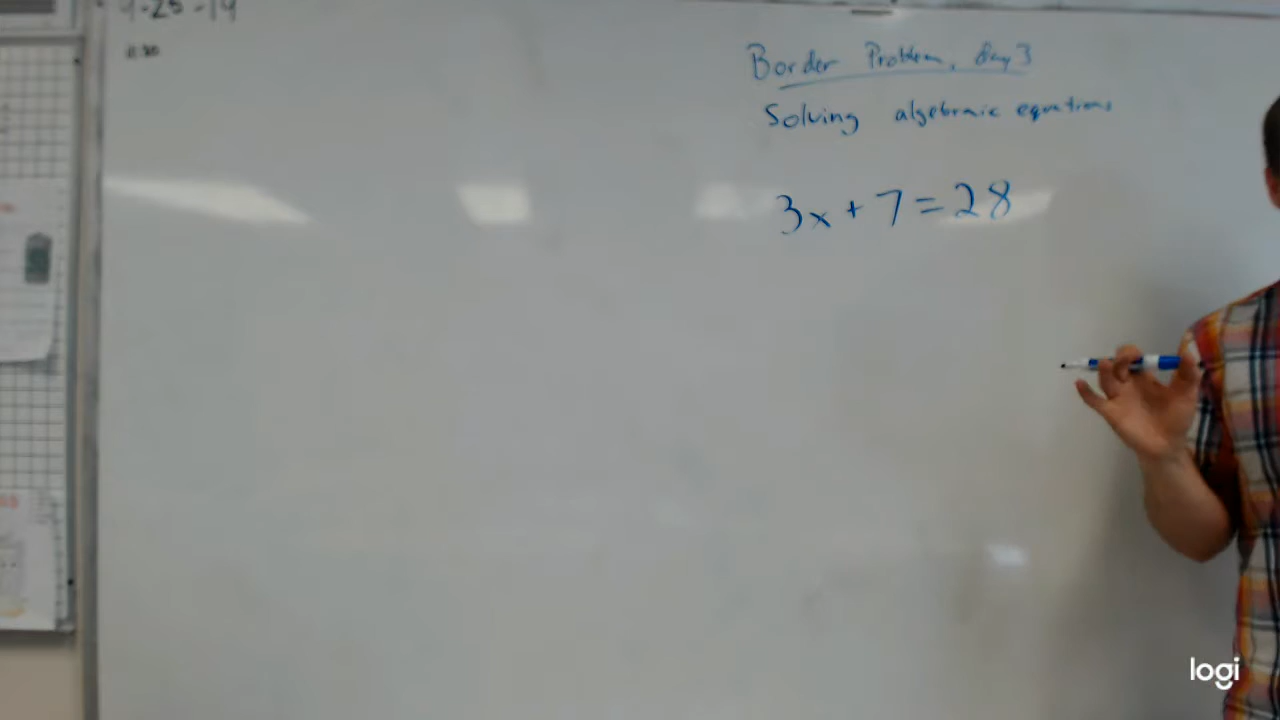 Border Problem, Day 3
Solving algebraic equations
3x + 7 = 28
logi